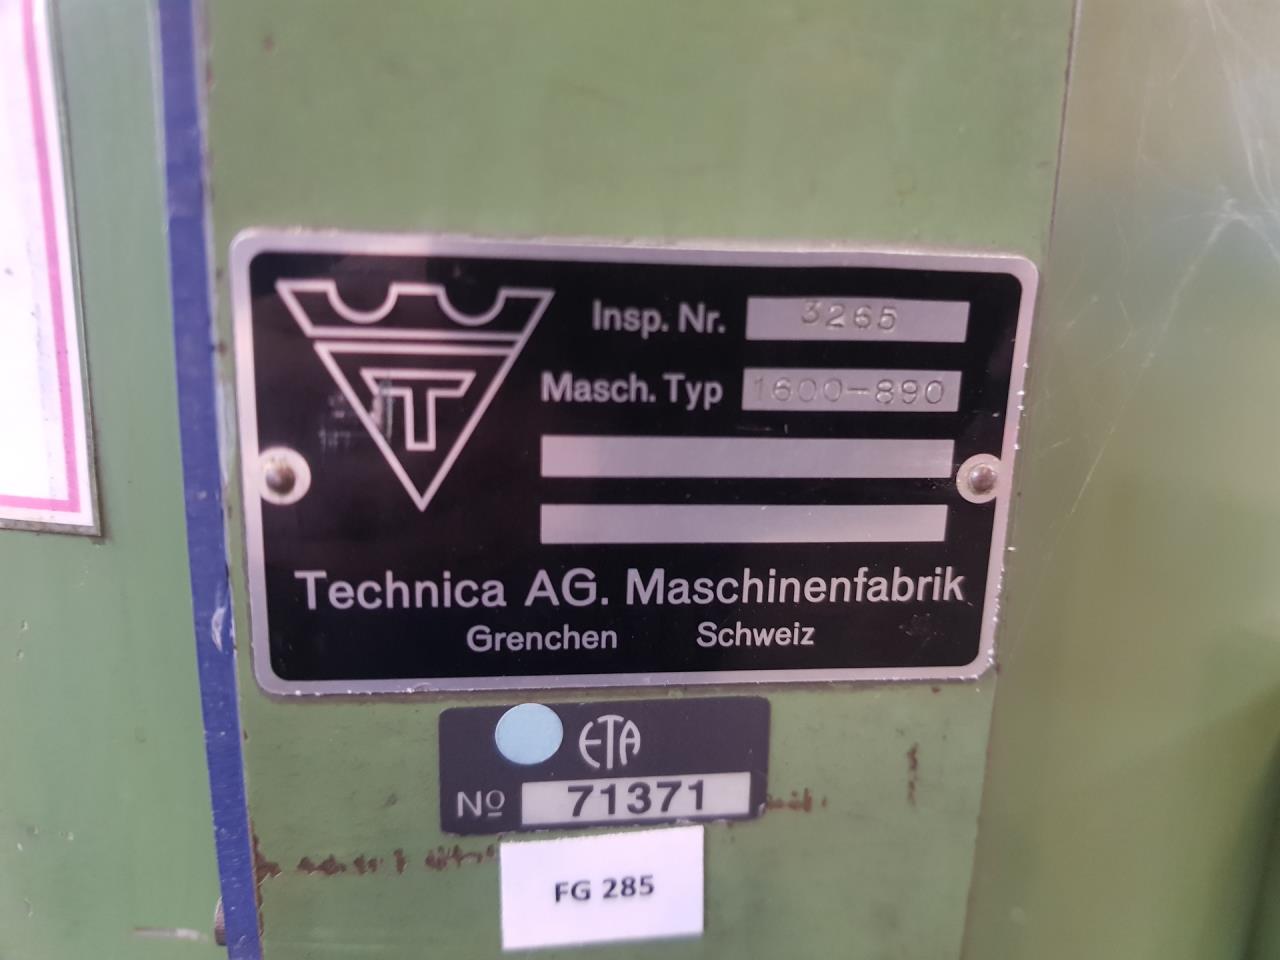 Insp. Nr. 3265
Masch. Typ 1600-890
T
Technica AG. Maschinenfabrik
Grenchen Schweiz
ETA
Nº 71371
FG 285